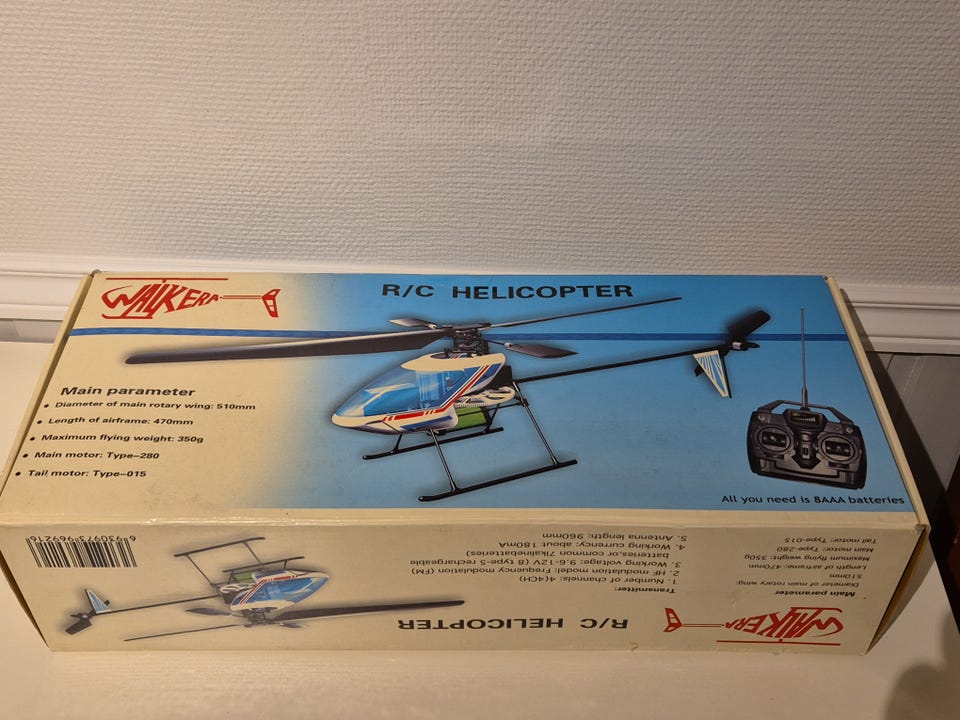 WALKERA
R/C HELICOPTER
Main parameter
• Diameter of main rotary wing: 510mm
• Length of airframe: 470mm
• Maximum flying weight: 350g
• Main motor: Type-280
• Tail motor: Type-015
All you need is 8AAA batteries
WALKERA
R/C HELICOPTER
Main parameter
Diameter of main rotary wing:
510mm
Length of airframe: 470mm
Maximum flying weight: 350g
Main motor: Type-280
Tail motor: Type-015
Transmitter:
1. Number of channels: 4(4CH)
2. HF modulation model: Frequency modulation (FM)
3. Working voltage: 9.6V-12V (8 Type-5 rechargeable
batteries,or common 7kalinebatteries)
4. Working currency: about 180mA
5. Antenna length: 960mm
6930973969216